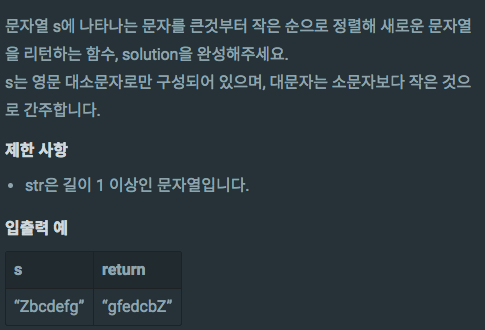 문자열 s에 나타나는 문자를 큰것부터 작은 순으로 정렬해 새로운 문자열
을 리턴하는 함수, solution을 완성해주세요.
s는 영문 대소문자로만 구성되어 있으며, 대문자는 소문자보다 작은 것으
로 간주합니다.
제한 사항
• str은 길이 1 이상인 문자열입니다.
입출력 예
s return
“Zbcdefg” “gfedcbZ”